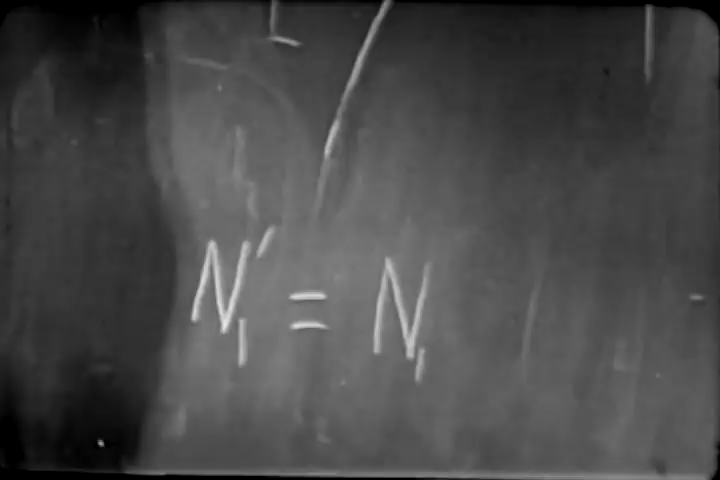 N₁′ = N₁